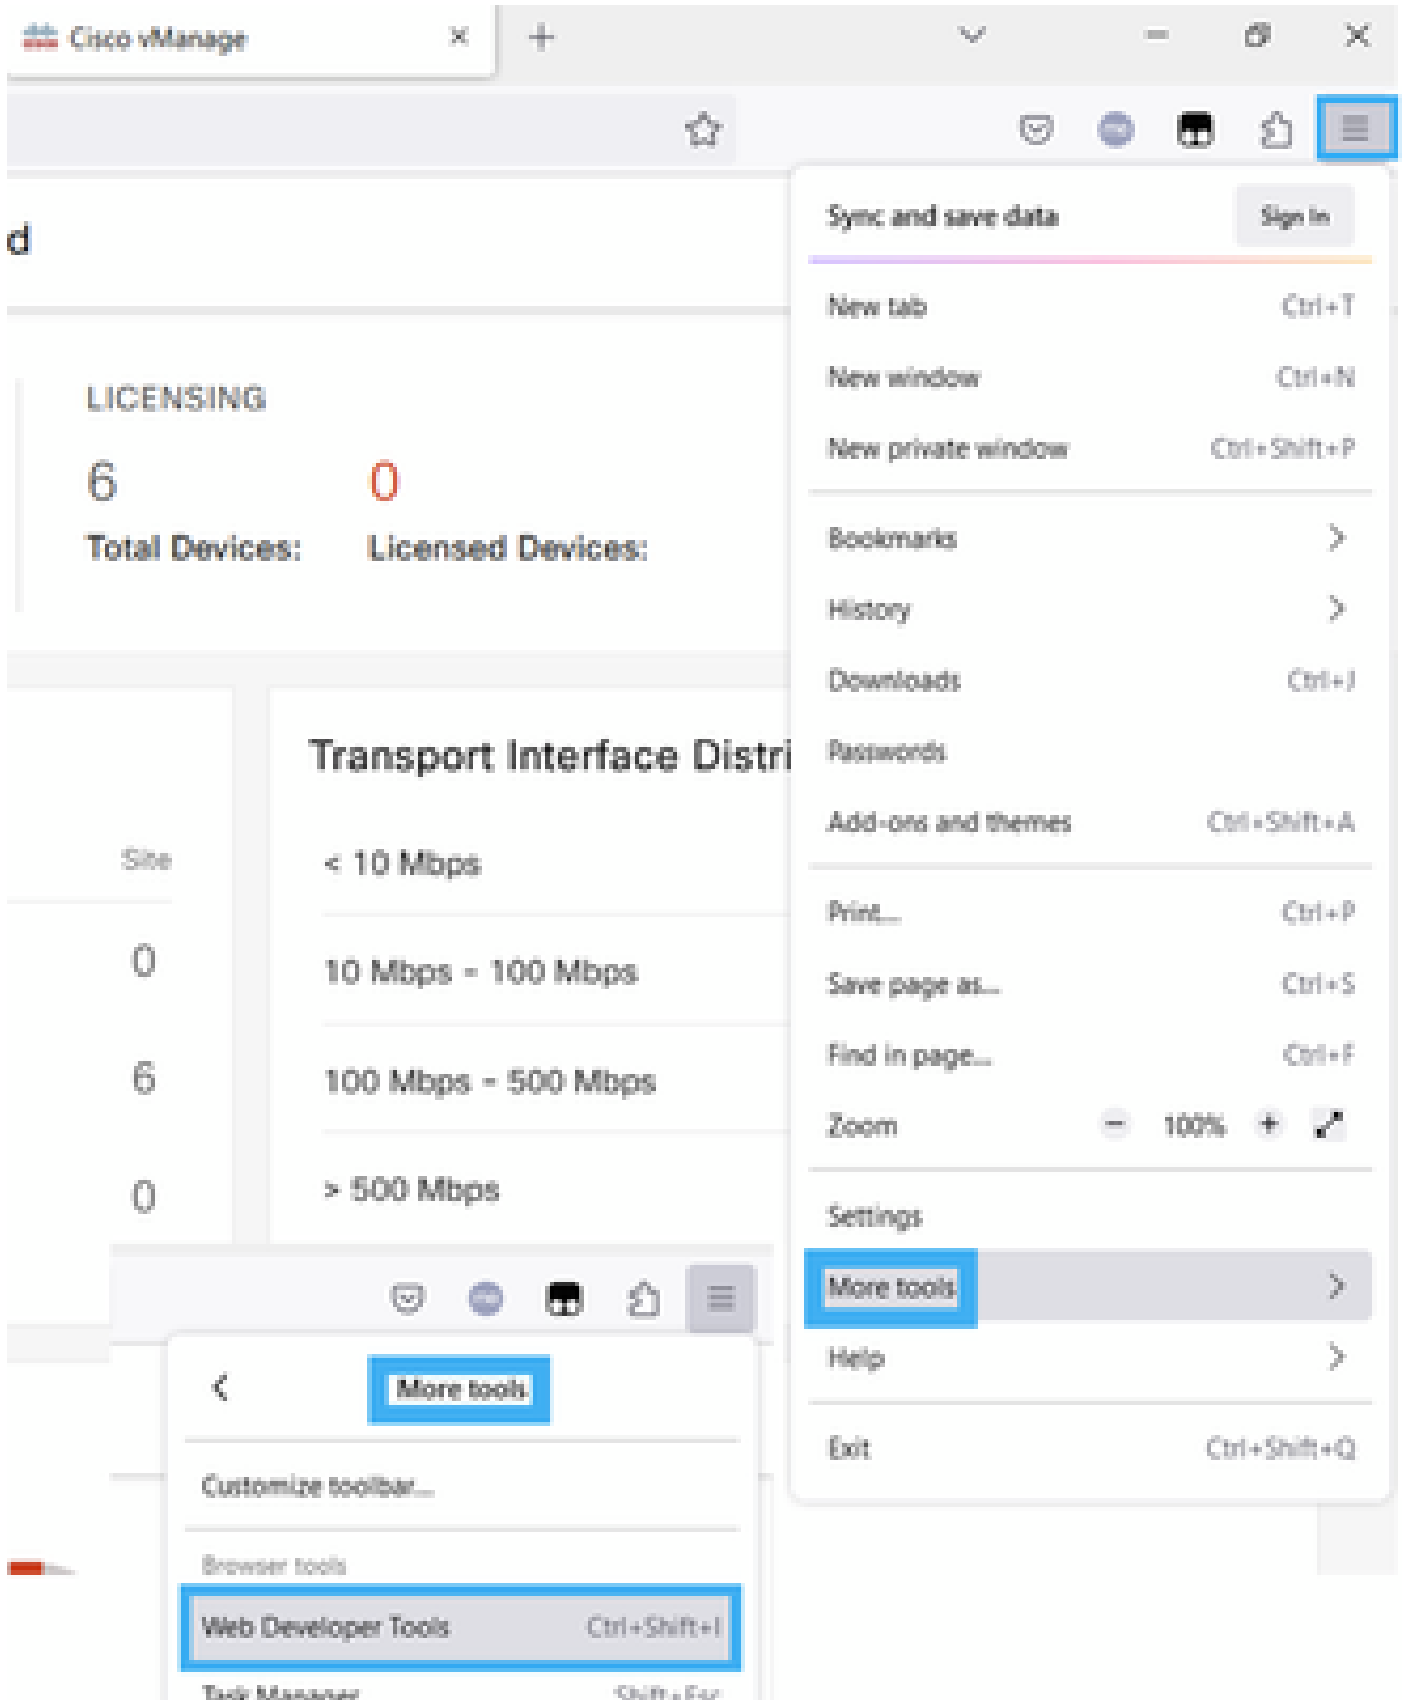 Cisco vManage
d
LICENSING
6 0
Total Devices: Licensed Devices:
Site
0
6
0
Transport Interface Distri
< 10 Mbps
10 Mbps - 100 Mbps
100 Mbps - 500 Mbps
> 500 Mbps
Sync and save data Sign In
New tab Ctrl+T
New window Ctrl+N
New private window Ctrl+Shift+P
Bookmarks
History
Downloads Ctrl+J
Passwords
Add-ons and themes Ctrl+Shift+A
Print... Ctrl+P
Save page as... Ctrl+S
Find in page... Ctrl+F
Zoom - 100% +
Settings
More tools
Help
Exit Ctrl+Shift+Q
More tools
Customize toolbar...
Browser tools
Web Developer Tools Ctrl+Shift+I
Task Manager Shift+Esc